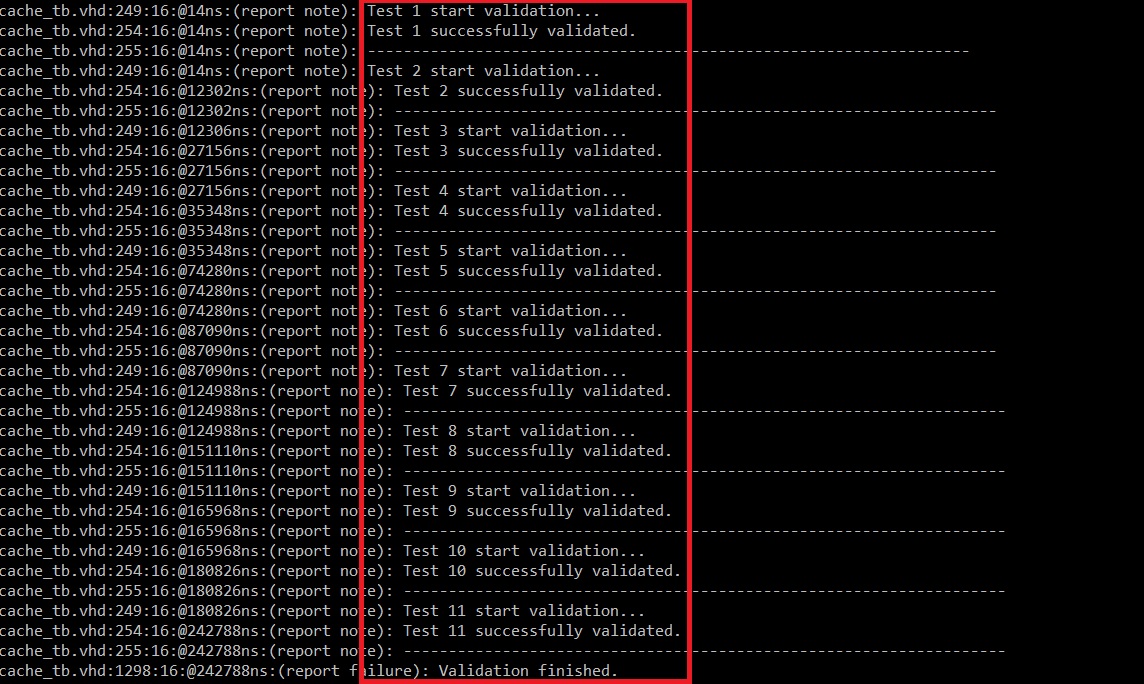 cache_tb.vhd:249:16:@14ns:(report note): Test 1 start validation...
cache_tb.vhd:254:16:@14ns:(report note): Test 1 successfully validated.
cache_tb.vhd:255:16:@14ns:(report note): -------------------------------------------------------------------
cache_tb.vhd:249:16:@14ns:(report note): Test 2 start validation...
cache_tb.vhd:254:16:@12302ns:(report note): Test 2 successfully validated.
cache_tb.vhd:255:16:@12302ns:(report note): -------------------------------------------------------------------
cache_tb.vhd:249:16:@12306ns:(report note): Test 3 start validation...
cache_tb.vhd:254:16:@27156ns:(report note): Test 3 successfully validated.
cache_tb.vhd:255:16:@27156ns:(report note): -------------------------------------------------------------------
cache_tb.vhd:249:16:@27156ns:(report note): Test 4 start validation...
cache_tb.vhd:254:16:@35348ns:(report note): Test 4 successfully validated.
cache_tb.vhd:255:16:@35348ns:(report note): -------------------------------------------------------------------
cache_tb.vhd:249:16:@35348ns:(report note): Test 5 start validation...
cache_tb.vhd:254:16:@74280ns:(report note): Test 5 successfully validated.
cache_tb.vhd:255:16:@74280ns:(report note): -------------------------------------------------------------------
cache_tb.vhd:249:16:@74280ns:(report note): Test 6 start validation...
cache_tb.vhd:254:16:@87090ns:(report note): Test 6 successfully validated.
cache_tb.vhd:255:16:@87090ns:(report note): -------------------------------------------------------------------
cache_tb.vhd:249:16:@87090ns:(report note): Test 7 start validation...
cache_tb.vhd:254:16:@124988ns:(report note): Test 7 successfully validated.
cache_tb.vhd:255:16:@124988ns:(report note): -------------------------------------------------------------------
cache_tb.vhd:249:16:@124988ns:(report note): Test 8 start validation...
cache_tb.vhd:254:16:@151110ns:(report note): Test 8 successfully validated.
cache_tb.vhd:255:16:@151110ns:(report note): -------------------------------------------------------------------
cache_tb.vhd:249:16:@151110ns:(report note): Test 9 start validation...
cache_tb.vhd:254:16:@165968ns:(report note): Test 9 successfully validated.
cache_tb.vhd:255:16:@165968ns:(report note): -------------------------------------------------------------------
cache_tb.vhd:249:16:@165968ns:(report note): Test 10 start validation...
cache_tb.vhd:254:16:@180826ns:(report note): Test 10 successfully validated.
cache_tb.vhd:255:16:@180826ns:(report note): -------------------------------------------------------------------
cache_tb.vhd:249:16:@180826ns:(report note): Test 11 start validation...
cache_tb.vhd:254:16:@242788ns:(report note): Test 11 successfully validated.
cache_tb.vhd:255:16:@242788ns:(report note): -------------------------------------------------------------------
cache_tb.vhd:1298:16:@242788ns:(report failure): Validation finished.